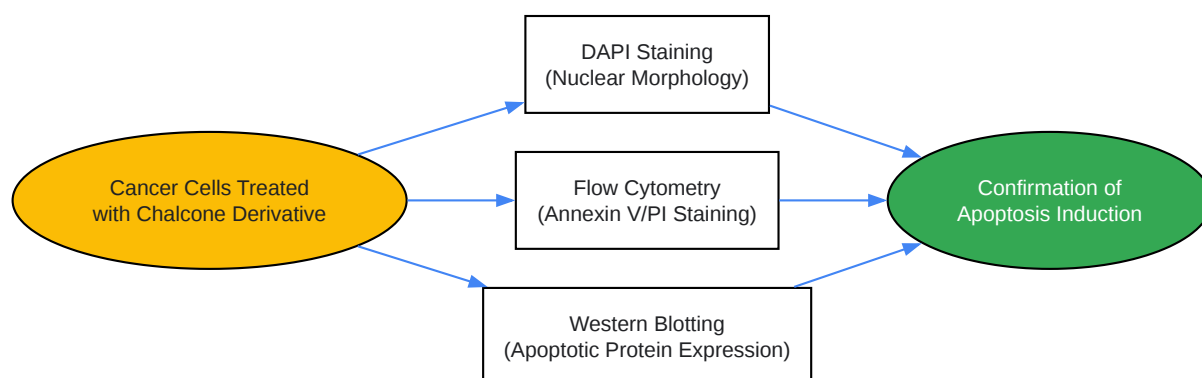 DAPI Staining
(Nuclear Morphology)
Cancer Cells Treated
with Chalcone Derivative
Flow Cytometry
(Annexin V/PI Staining)
Confirmation of
Apoptosis Induction
Western Blotting
(Apoptotic Protein Expression)